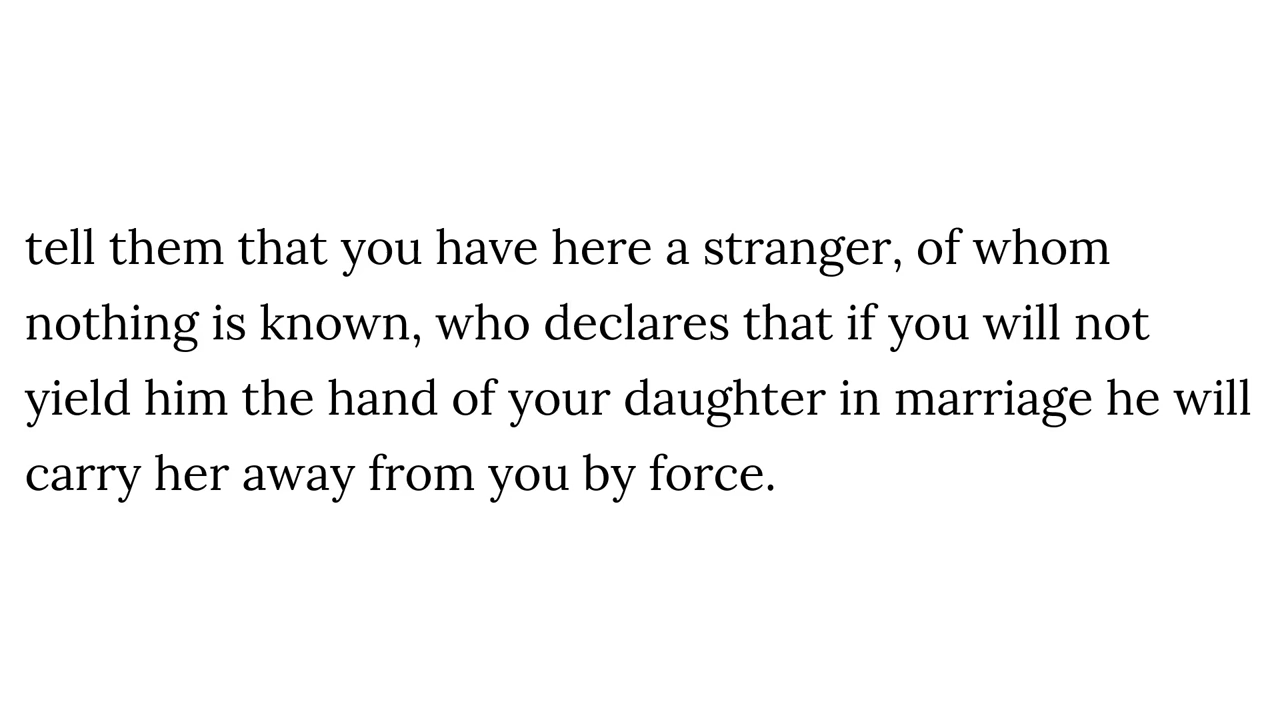 tell them that you have here a stranger, of whom
nothing is known, who declares that if you will not
yield him the hand of your daughter in marriage he will
carry her away from you by force.